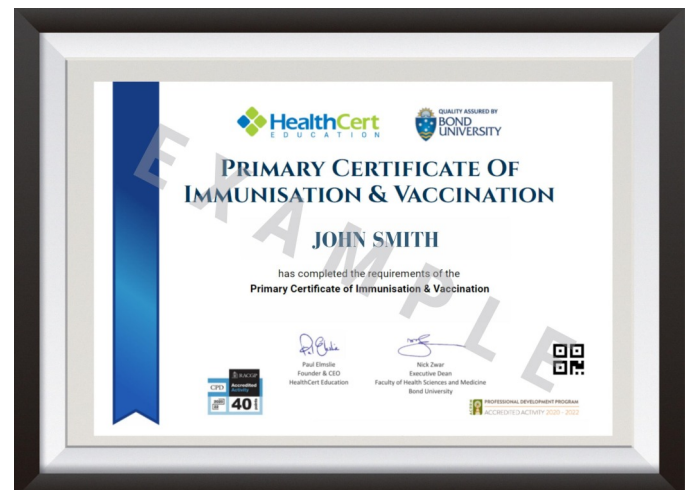 HealthCert
EDUCATION
QUALITY ASSURED BY
BOND
UNIVERSITY
PRIMARY CERTIFICATE OF
IMMUNISATION & VACCINATION
JOHN SMITH
has completed the requirements of the
Primary Certificate of Immunisation & Vaccination
EXAMPLE
Paul Elmslie
Founder & CEO
HealthCert Education
Nick Zwar
Executive Dean
Faculty of Health Sciences and Medicine
Bond University
RACGP
CPD
Accredited
Activity
40
PROFESSIONAL DEVELOPMENT PROGRAM
ACCREDITED ACTIVITY 2020 - 2022